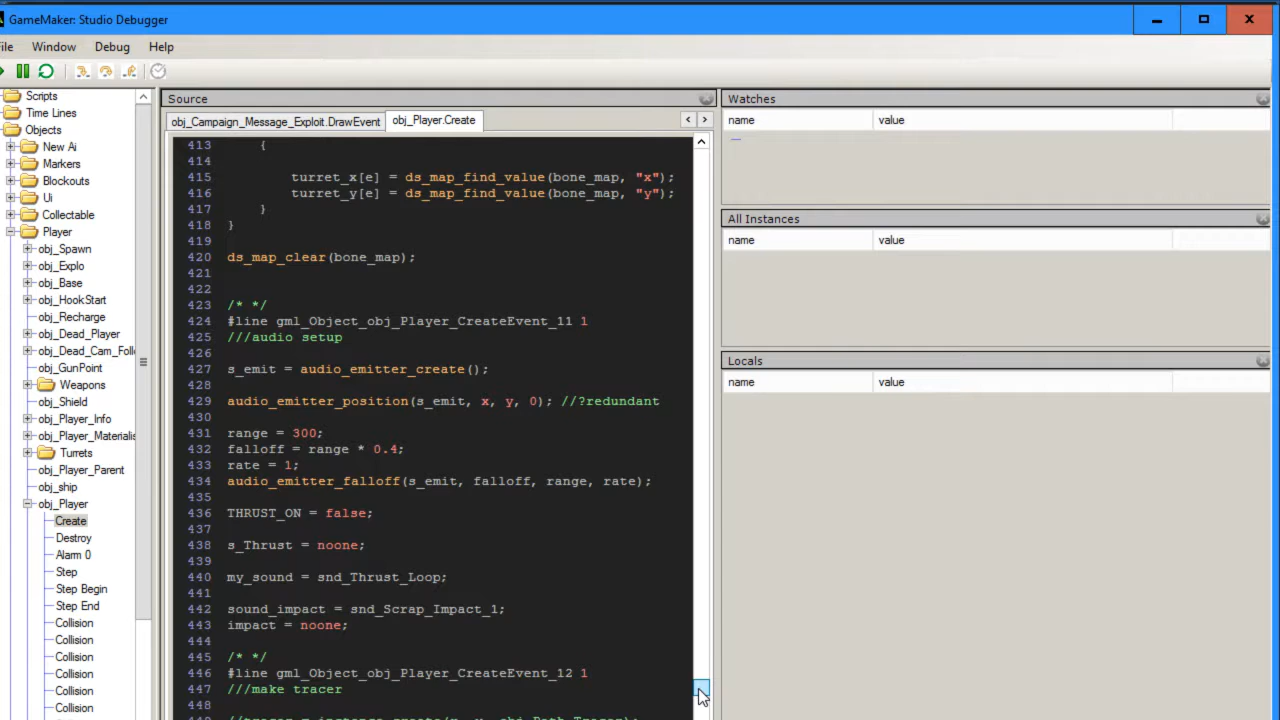 GameMaker: Studio Debugger
File Window Debug Help
Scripts
Time Lines
Objects
New Ai
Markers
Blockouts
Ui
Collectable
Player
obj_Spawn
obj_Explo
obj_Base
obj_HookStart
obj_Recharge
obj_Dead_Player
obj_Dead_Cam_Foll
obj_GunPoint
Weapons
obj_Shield
obj_Player_Info
obj_Player_Materials
Turrets
obj_Player_Parent
obj_ship
obj_Player
Create
Destroy
Alarm 0
Step
Step Begin
Step End
Collision
Collision
Collision
Collision
Collision
Collision
Source
obj_Campaign_Message_Exploit.DrawEvent obj_Player.Create
413 {
414
415 turret_x[e] = ds_map_find_value(bone_map, "x");
416 turret_y[e] = ds_map_find_value(bone_map, "y");
417 }
418 }
419
420 ds_map_clear(bone_map);
421
422
423 /* */
424 #line gml_Object_obj_Player_CreateEvent_11 1
425 ///audio setup
426
427 s_emit = audio_emitter_create();
428
429 audio_emitter_position(s_emit, x, y, 0); //?redundant
430
431 range = 300;
432 falloff = range * 0.4;
433 rate = 1;
434 audio_emitter_falloff(s_emit, falloff, range, rate);
435
436 THRUST_ON = false;
437
438 s_Thrust = noone;
439
440 my_sound = snd_Thrust_Loop;
441
442 sound_impact = snd_Scrap_Impact_1;
443 impact = noone;
444
445 /* */
446 #line gml_Object_obj_Player_CreateEvent_12 1
447 ///make tracer
448
Watches
name value
All Instances
name value
Locals
name value